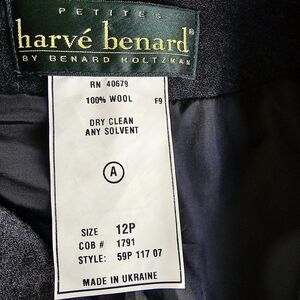 PETITES
harvé benard®
BY BENARD HOLTZMAN
RN 40679
100% WOOL F9
DRY CLEAN
ANY SOLVENT
A
SIZE 12P
COB # 1791
STYLE: 59P 117 07
MADE IN UKRAINE